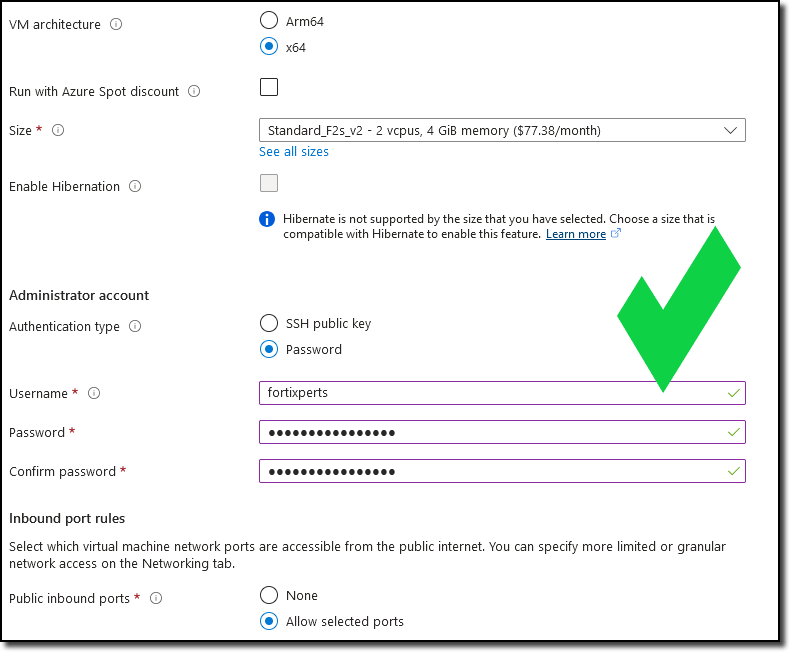 VM architecture
Arm64
x64
Run with Azure Spot discount
Size *
Standard_F2s_v2 - 2 vcpus, 4 GiB memory ($77.38/month)
See all sizes
Enable Hibernation
Hibernate is not supported by the size that you have selected. Choose a size that is
compatible with Hibernate to enable this feature. Learn more
Administrator account
Authentication type
SSH public key
Password
Username *
fortixperts
Password *
●●●●●●●●●●●●●●●●
Confirm password *
●●●●●●●●●●●●●●●●
Inbound port rules
Select which virtual machine network ports are accessible from the public internet. You can specify more limited or granular
network access on the Networking tab.
Public inbound ports *
None
Allow selected ports